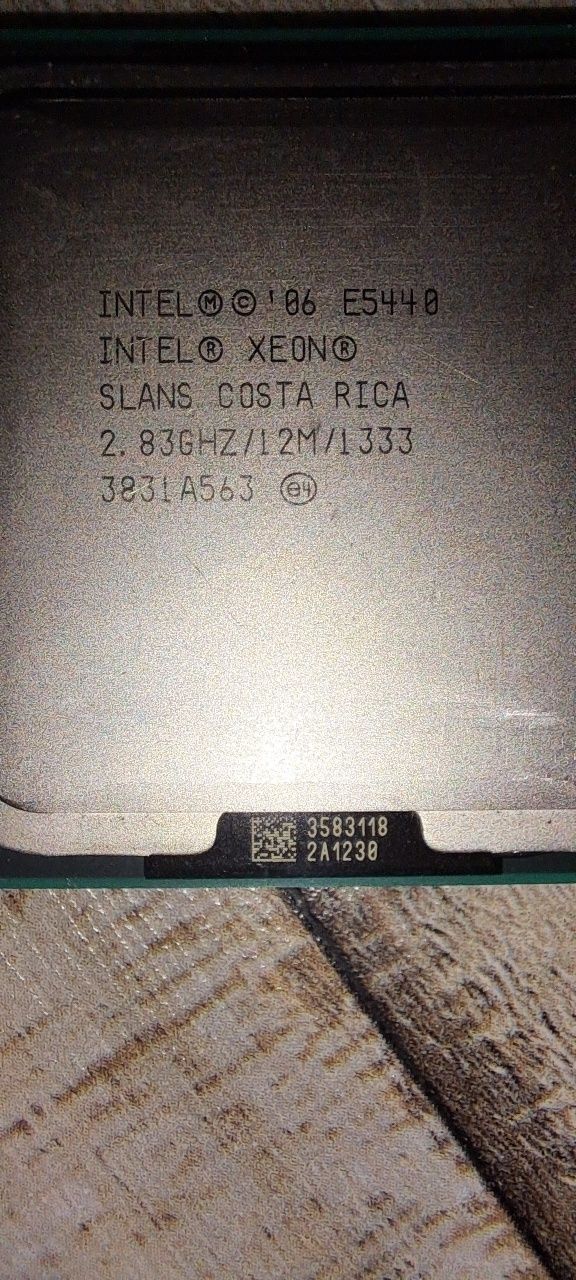 INTEL Ⓜ © '06 E5440
INTEL® XEON®
SLANS COSTA RICA
2.83GHZ/12M/1333
3831A563 e4
3583118
2A1230